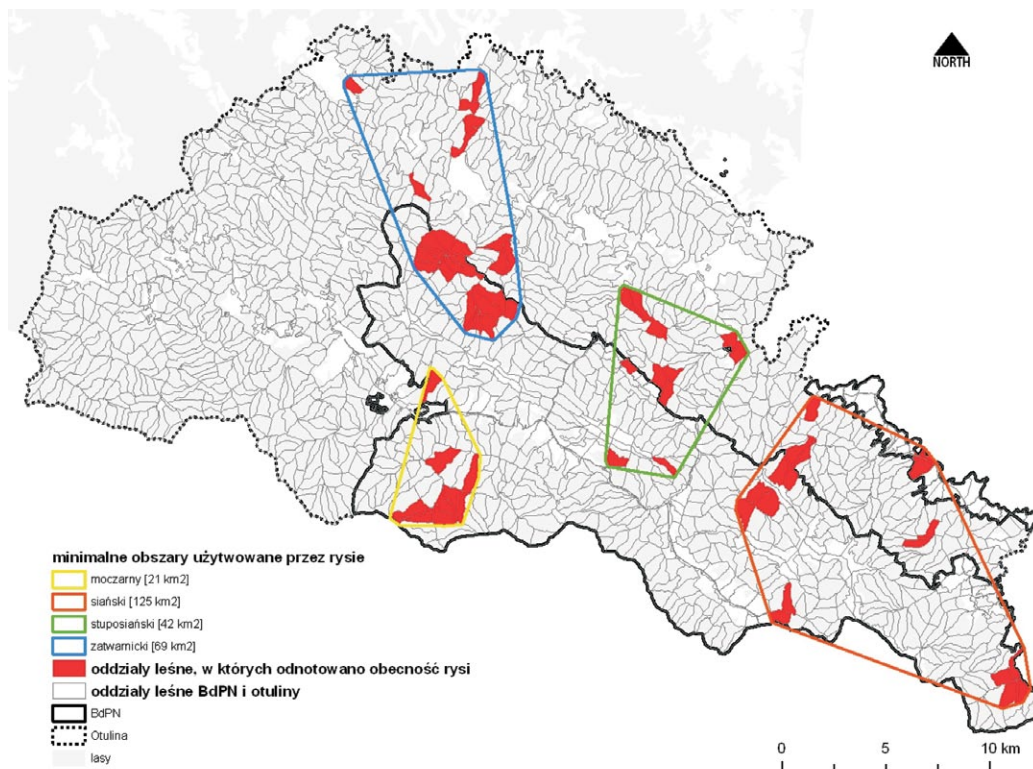 NORTH
minimalne obszary użytwowane przez rysie
moczarny [21 km2]
siański [125 km2]
stuposiański [42 km2]
zatwarnicki [69 km2]
oddziały leśne, w których odnotowano obecność rysi
oddziały leśne BdPN i otuliny
BdPN
Otulina
lasy
0 5 10 km